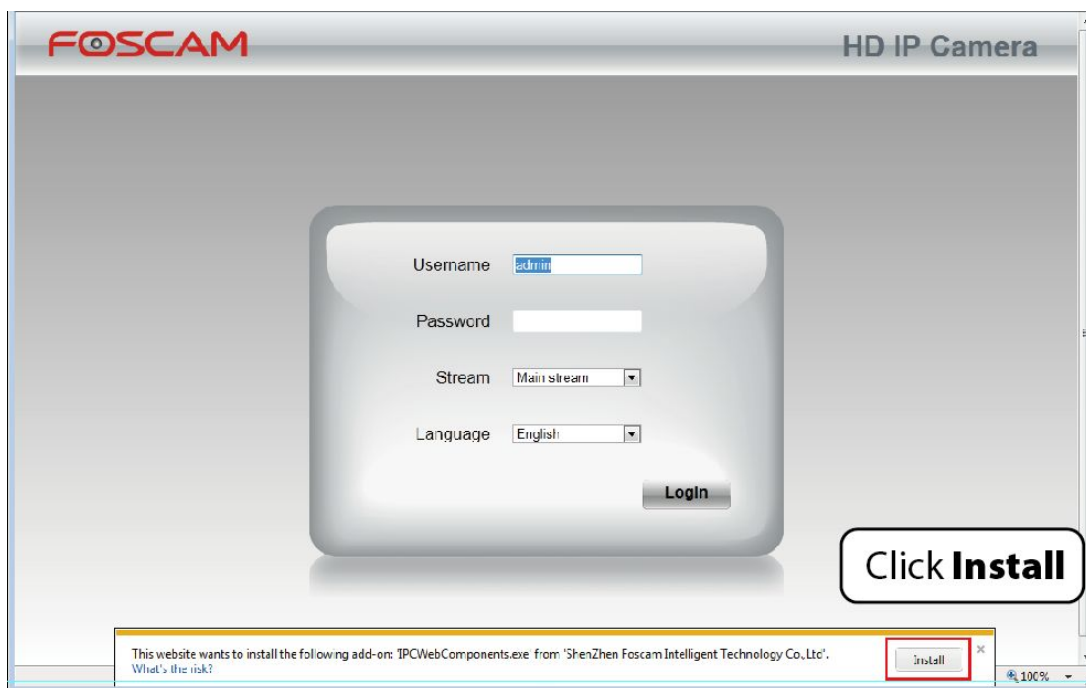 FOSCAM
HD IP Camera
Username admin
Password
Stream Main stream
Language English
Login
Click Install
This website wants to install the following add-on: 'IPCWebComponents.exe' from 'ShenZhen Foscam Intelligent Technology Co.,Ltd'.
What's the risk?
Install
×
100%